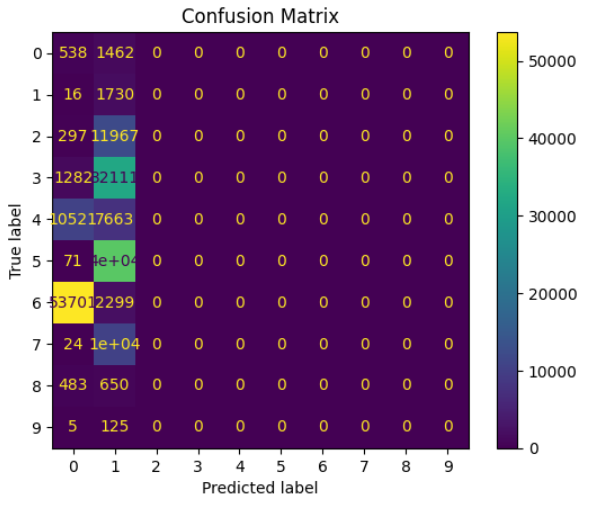 Confusion Matrix
0 538 1462 0 0 0 0 0 0 0 0
1 16 1730 0 0 0 0 0 0 0 0
2 297 11967 0 0 0 0 0 0 0 0
3 1282 32111 0 0 0 0 0 0 0 0
4 10521 7663 0 0 0 0 0 0 0 0
5 71 4e+04 0 0 0 0 0 0 0 0
6 53701 2299 0 0 0 0 0 0 0 0
7 24 1e+04 0 0 0 0 0 0 0 0
8 483 650 0 0 0 0 0 0 0 0
9 5 125 0 0 0 0 0 0 0 0
0 1 2 3 4 5 6 7 8 9
Predicted label
True label
50000
40000
30000
20000
10000
0